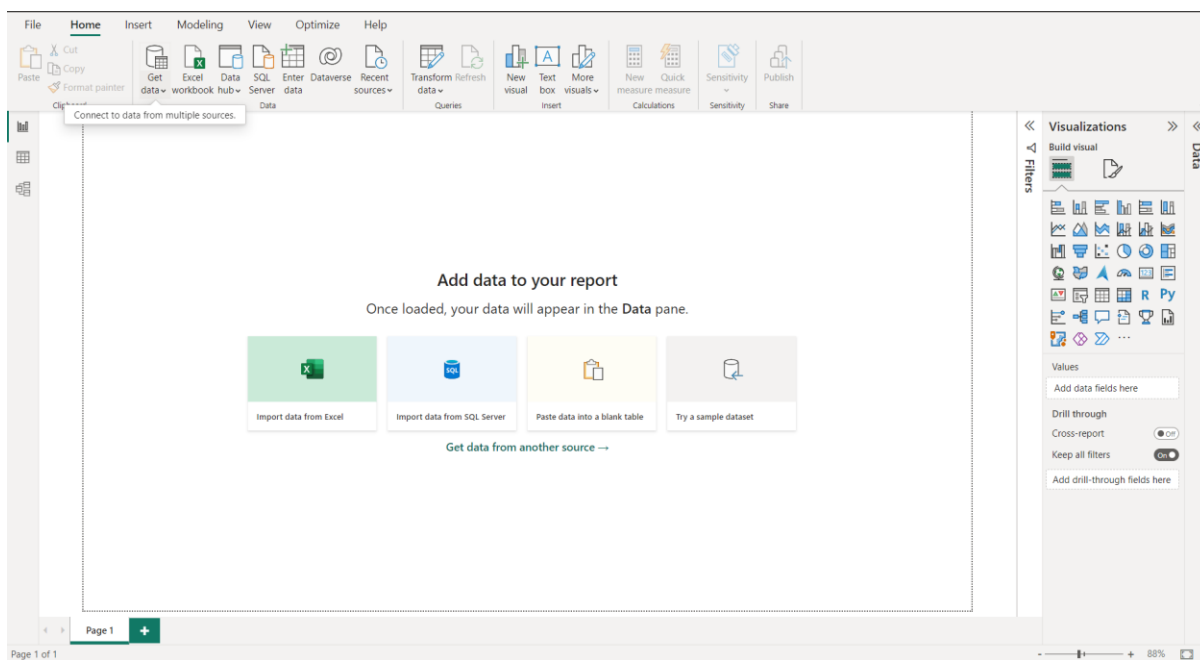 File Home Insert Modeling View Optimize Help
Paste
Cut
Copy
Format painter
Clipboard
Get data
Excel workbook
Data hub
SQL Server
Enter data
Dataverse
Recent sources
Data
Transform data
Refresh
Queries
New visual
Text box
More visuals
Insert
New measure
Quick measure
Calculations
Sensitivity
Sensitivity
Publish
Share
Connect to data from multiple sources.
Add data to your report
Once loaded, your data will appear in the Data pane.
Import data from Excel
SQL
Import data from SQL Server
Paste data into a blank table
Try a sample dataset
Get data from another source →
Filters
Visualizations
Build visual
R Py
Values
Add data fields here
Drill through
Cross-report Off
Keep all filters On
Add drill-through fields here
Data
Page 1
Page 1 of 1
- + 88%